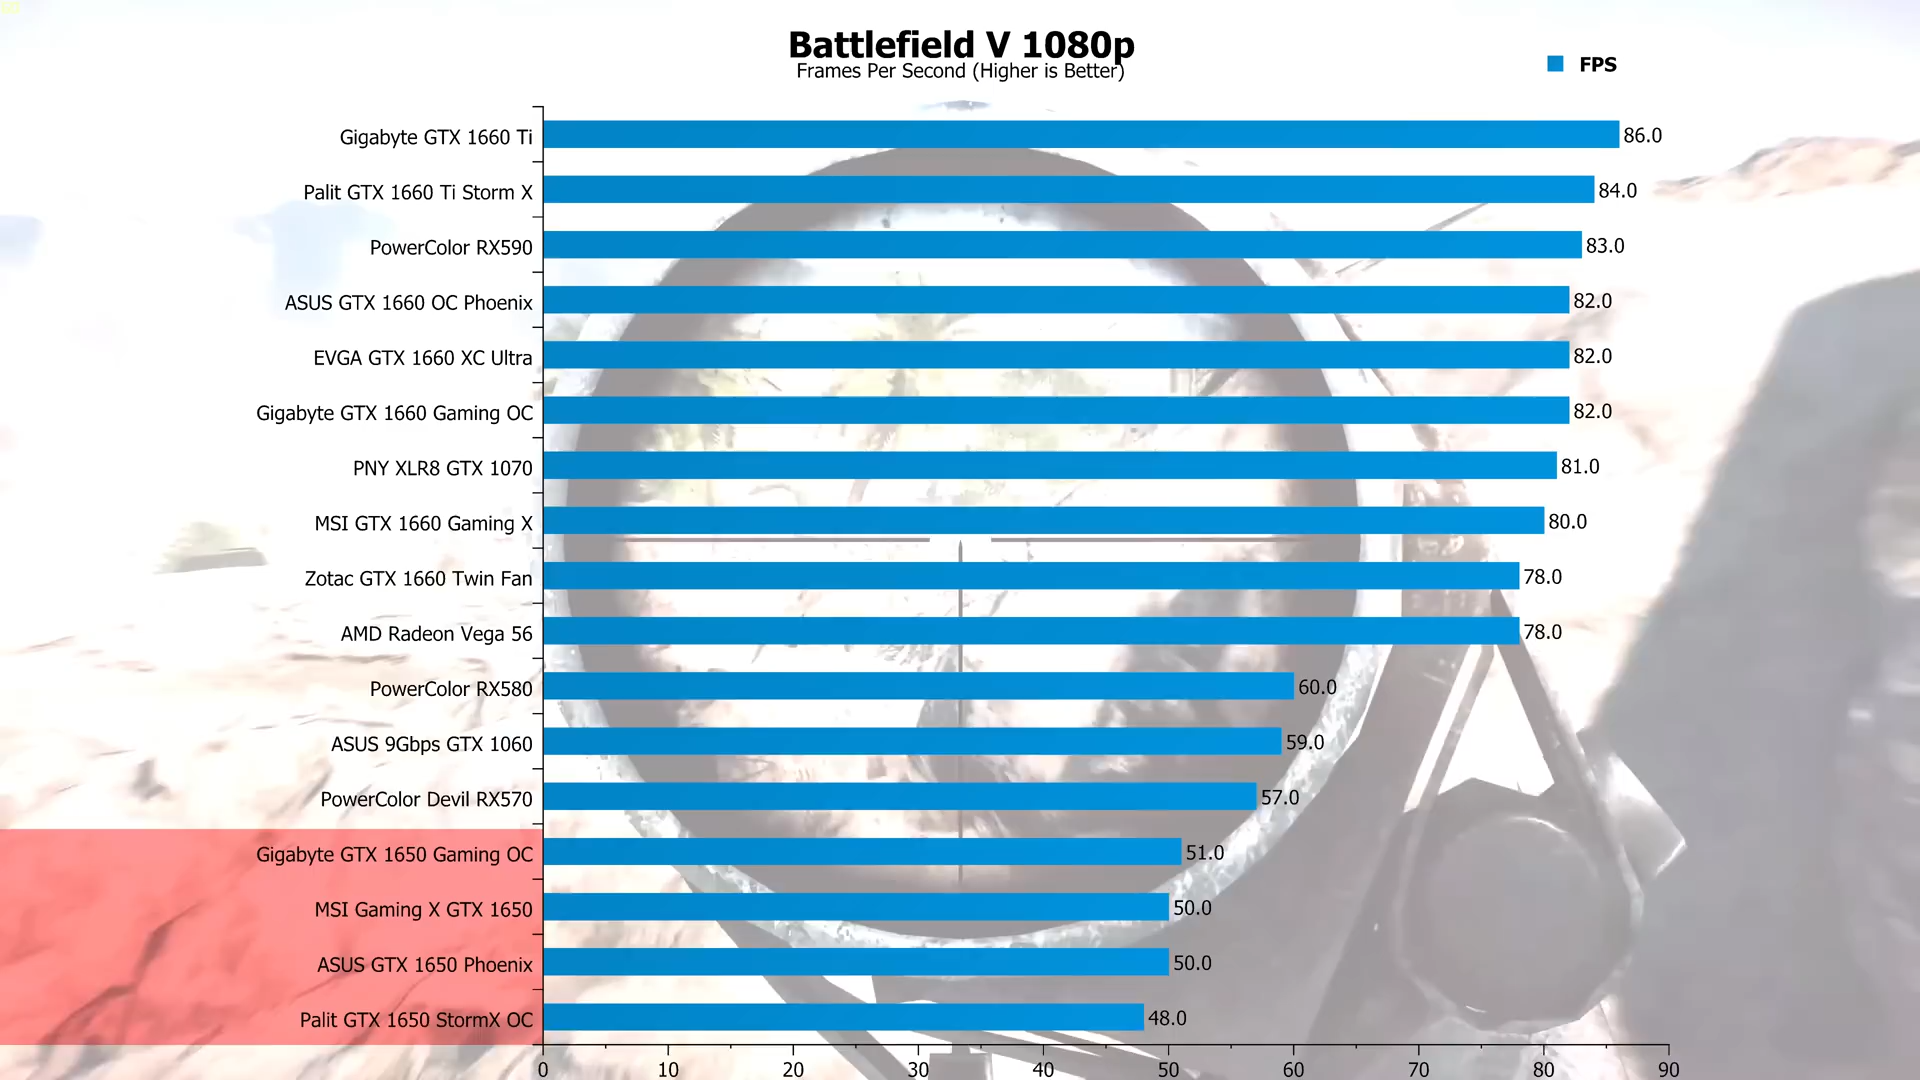 Battlefield V 1080p
Frames Per Second (Higher is Better)
FPS
Gigabyte GTX 1660 Ti 86.0
Palit GTX 1660 Ti Storm X 84.0
PowerColor RX590 83.0
ASUS GTX 1660 OC Phoenix 82.0
EVGA GTX 1660 XC Ultra 82.0
Gigabyte GTX 1660 Gaming OC 82.0
PNY XLR8 GTX 1070 81.0
MSI GTX 1660 Gaming X 80.0
Zotac GTX 1660 Twin Fan 78.0
AMD Radeon Vega 56 78.0
PowerColor RX580 60.0
ASUS 9Gbps GTX 1060 59.0
PowerColor Devil RX570 57.0
Gigabyte GTX 1650 Gaming OC 51.0
MSI Gaming X GTX 1650 50.0
ASUS GTX 1650 Phoenix 50.0
Palit GTX 1650 StormX OC 48.0
0 10 20 30 40 50 60 70 80 90